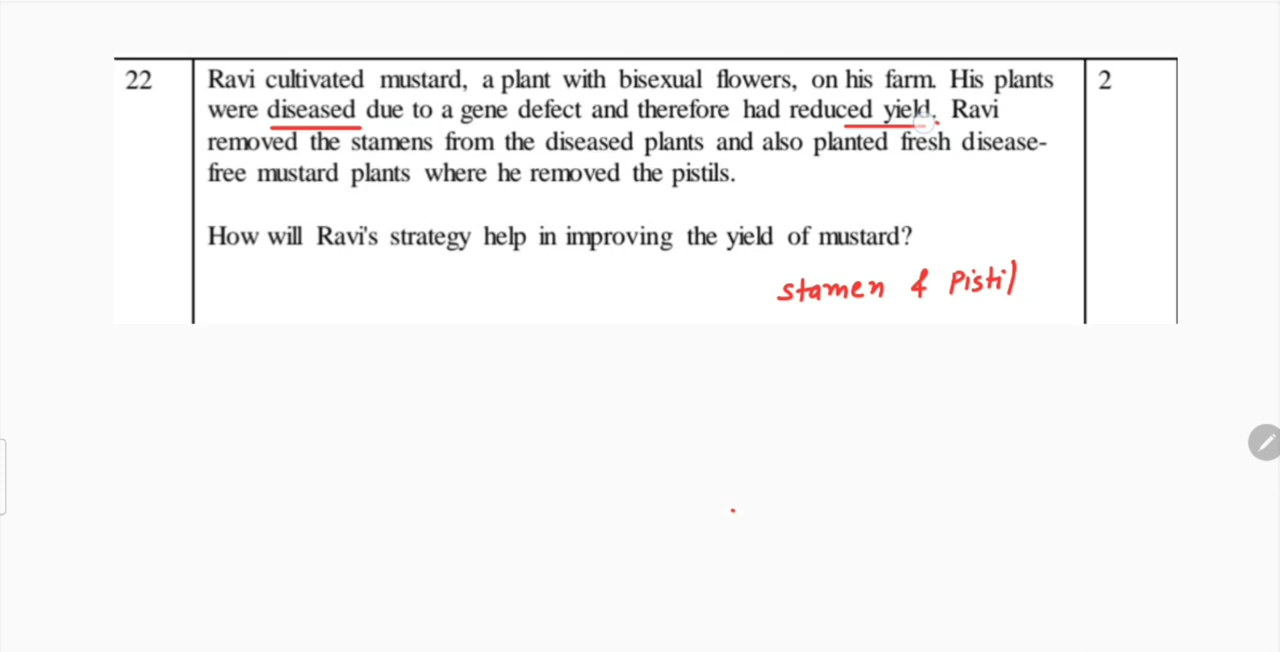 22
Ravi cultivated mustard, a plant with bisexual flowers, on his farm. His plants
2
were diseased due to a gene defect and therefore had reduced yield. Ravi
removed the stamens from the diseased plants and also planted fresh disease-
free mustard plants where he removed the pistils.
How will Ravi's strategy help in improving the yield of mustard?
stamen & Pistil